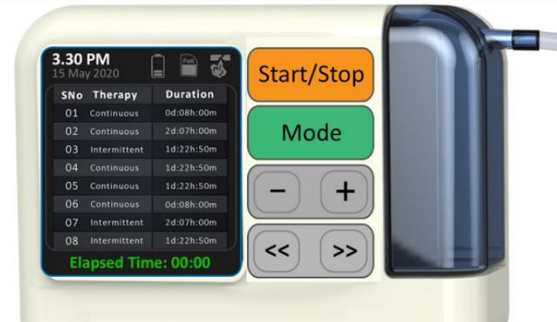 3.30 PM
15 May 2020
Full
SNo Therapy Duration
01 Continuous 0d:08h:00m
02 Continuous 2d:07h:00m
03 Intermittent 1d:22h:50m
04 Continuous 1d:22h:50m
05 Continuous 1d:22h:50m
06 Continuous 0d:08h:00m
07 Intermittent 2d:07h:00m
08 Intermittent 1d:22h:50m
Elapsed Time: 00:00
Start/Stop
Mode
- +
<< >>